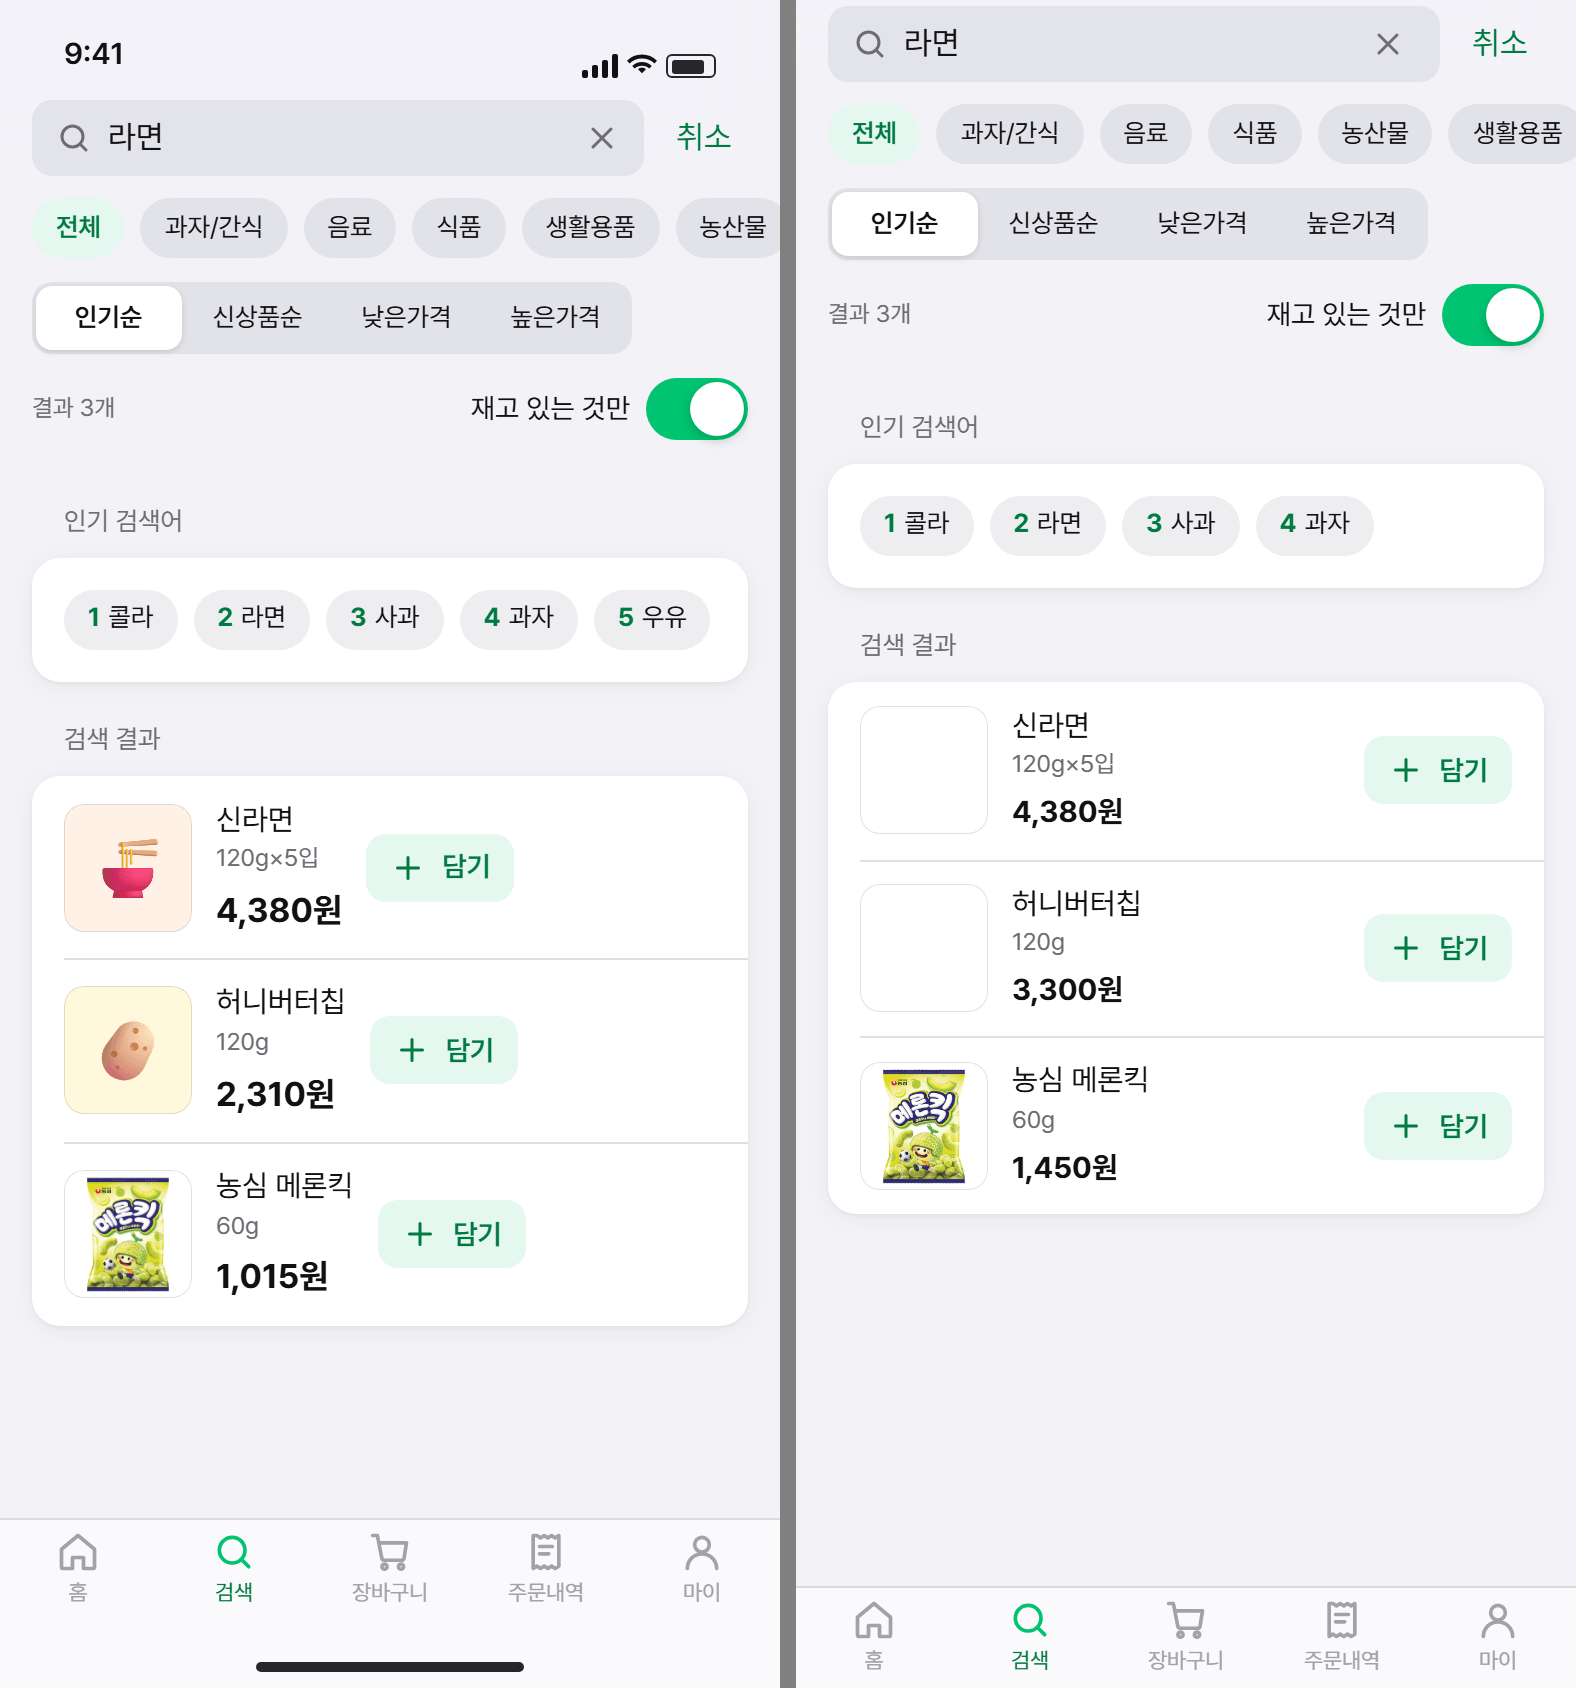 9:41
라면
취소
전체 과자/간식 음료 식품 생활용품 농산물
인기순 신상품순 낮은가격 높은가격
결과 3개 재고 있는 것만
인기 검색어
1 콜라 2 라면 3 사과 4 과자 5 우유
검색 결과
신라면
120g×5입
4,380원
담기
허니버터칩
120g
2,310원
담기
메론킥
농심 메론킥
60g
1,015원
담기
홈 검색 장바구니 주문내역 마이
라면
취소
전체 과자/간식 음료 식품 농산물 생활용품
인기순 신상품순 낮은가격 높은가격
결과 3개 재고 있는 것만
인기 검색어
1 콜라 2 라면 3 사과 4 과자
검색 결과
신라면
120g×5입
4,380원
담기
허니버터칩
120g
3,300원
담기
메론킥
농심 메론킥
60g
1,450원
담기
홈 검색 장바구니 주문내역 마이